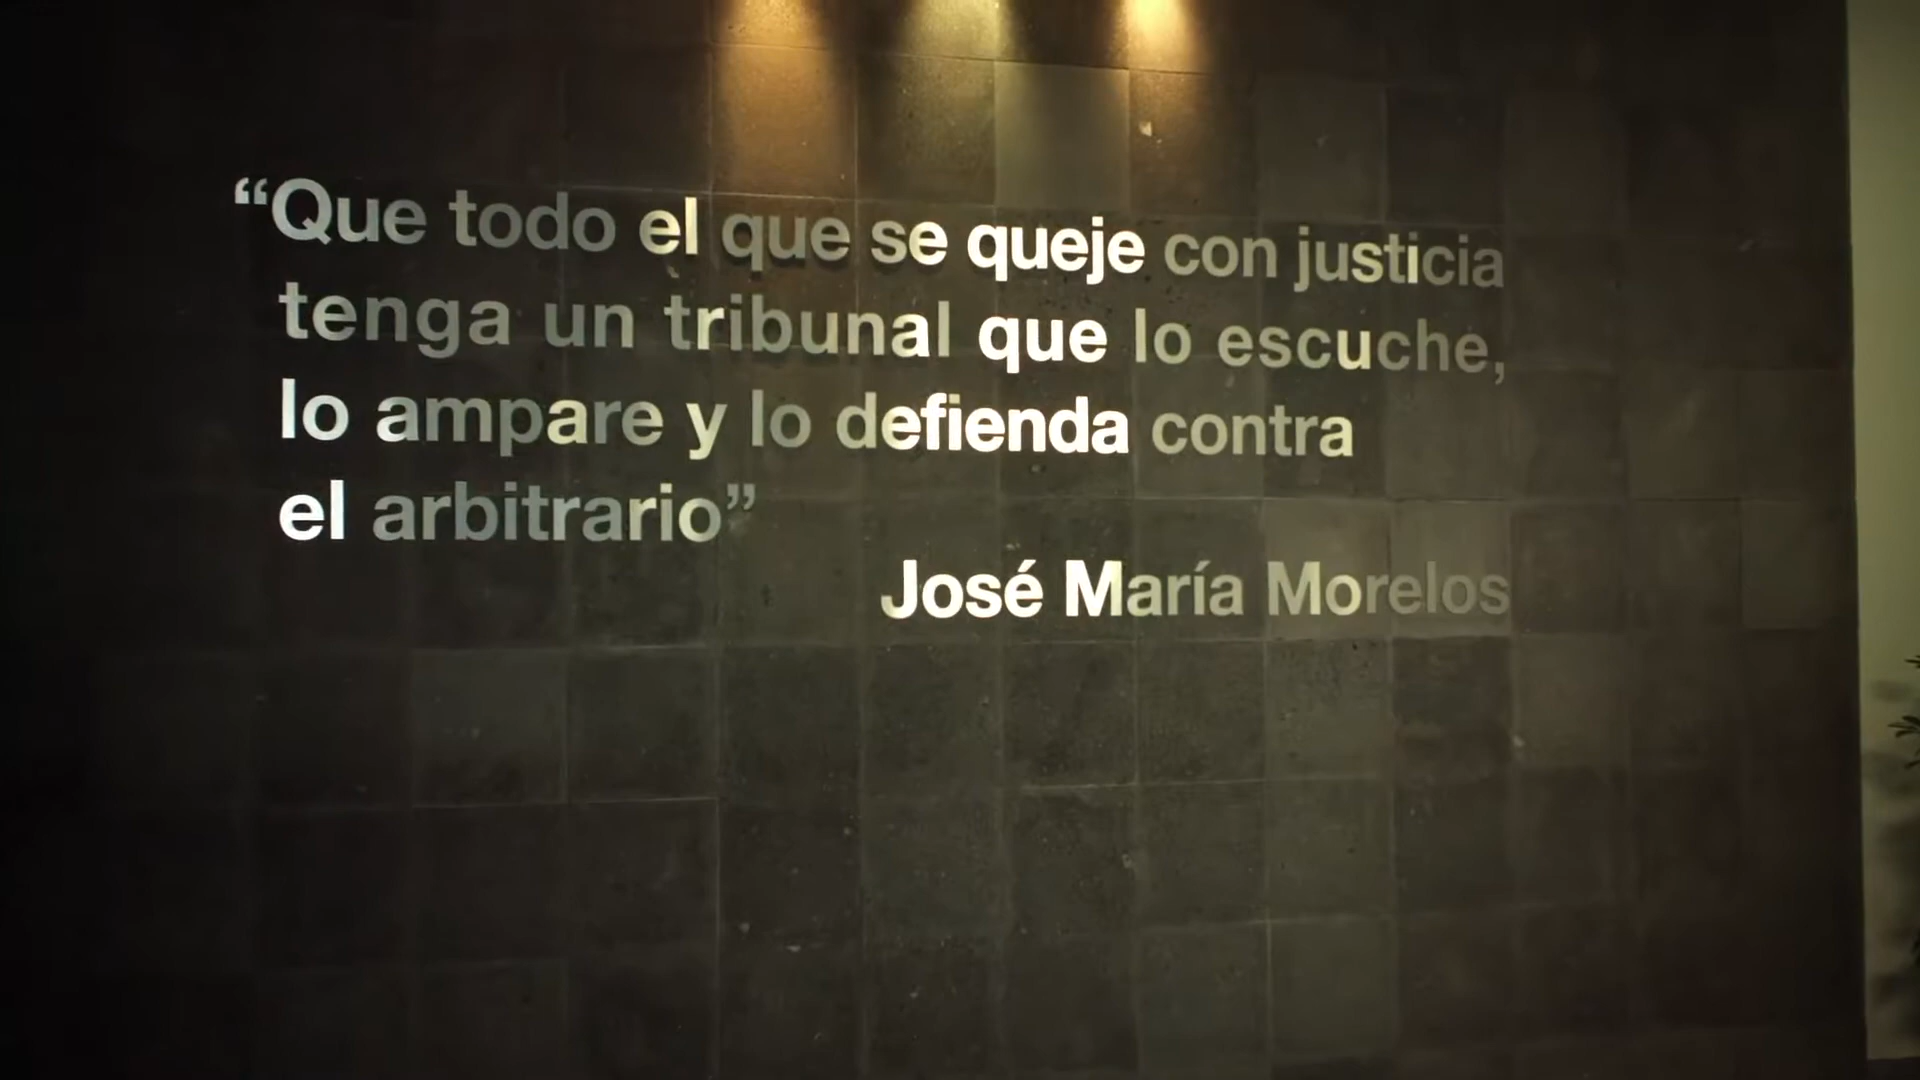 “Que todo el que se queje con justicia
tenga un tribunal que lo escuche,
lo ampare y lo defienda contra
el arbitrario”
José María Morelos